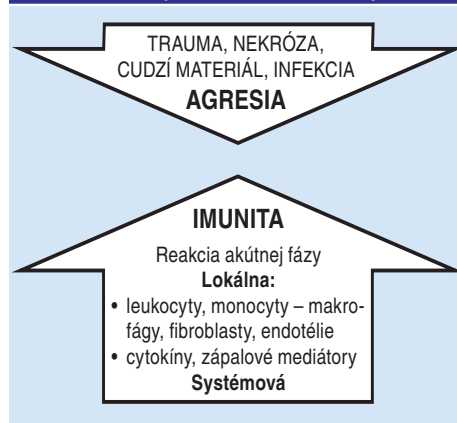 TRAUMA, NEKRÓZA,
CUDZÍ MATERIÁL, INFEKCIA
AGRESIA
IMUNITA
Reakcia akútnej fázy
Lokálna:
• leukocyty, monocyty – makro-
fágy, fibroblasty, endotélie
• cytokíny, zápalové mediátory
Systémová